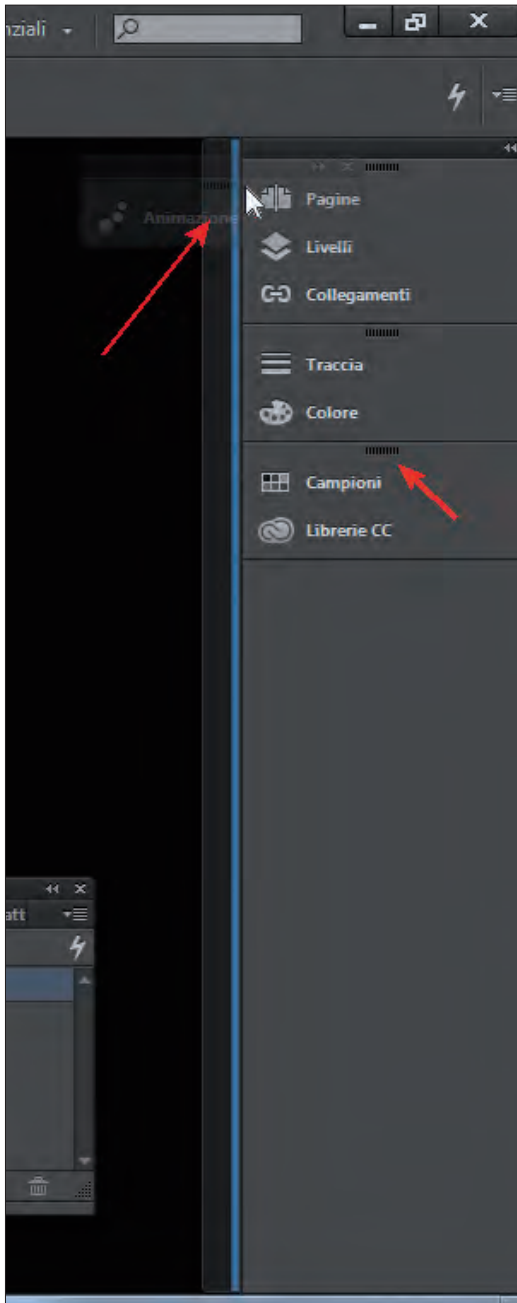 nziali
Animazione
Pagine
Livelli
Collegamenti
Traccia
Colore
Campioni
Librerie CC
att